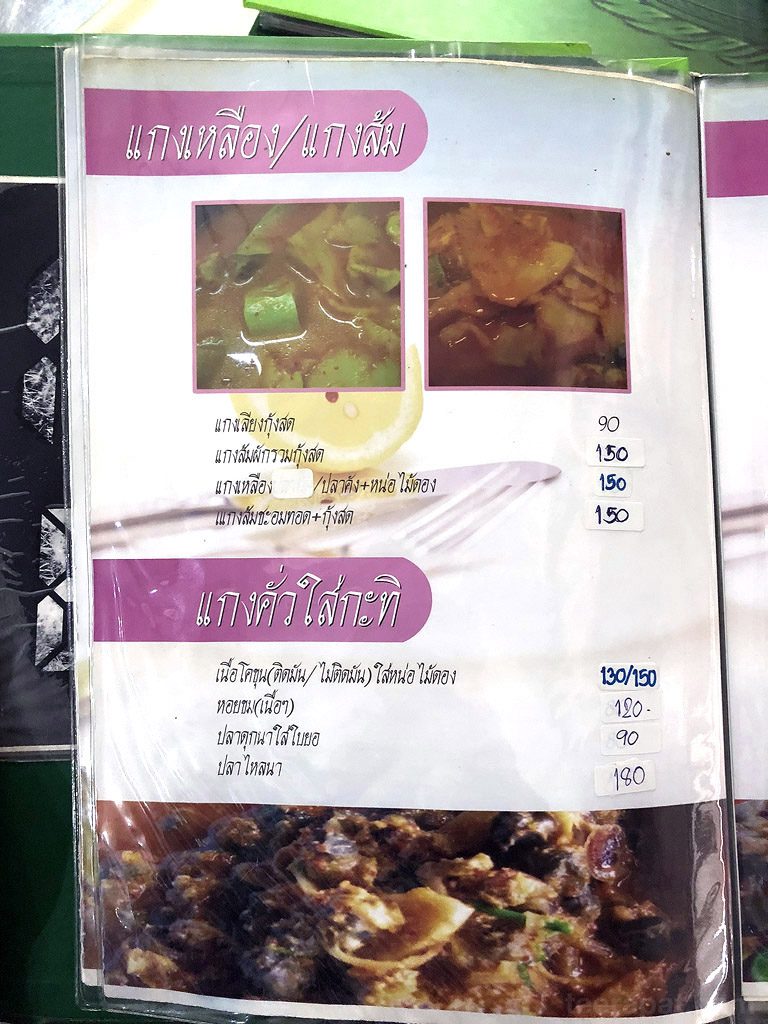 แกงเหลือง/แกงส้ม
แกงเลียงกุ้งสด 90
แกงส้มผักรวมกุ้งสด 150
แกงเหลือง /ปลาคัง+หน่อไม้ดอง 150
แกงส้มชะอมทอด+กุ้งสด 150
แกงคั่วใส่กะทิ
เนื้อโคขุน(ติดมัน/ไม่ติดมัน)ใส่หน่อไม้ดอง 130/150
หอยขม(เนื้อๆ) 120-
ปลาดุกนาใส่ใบยอ 90
ปลาไหลนา 180